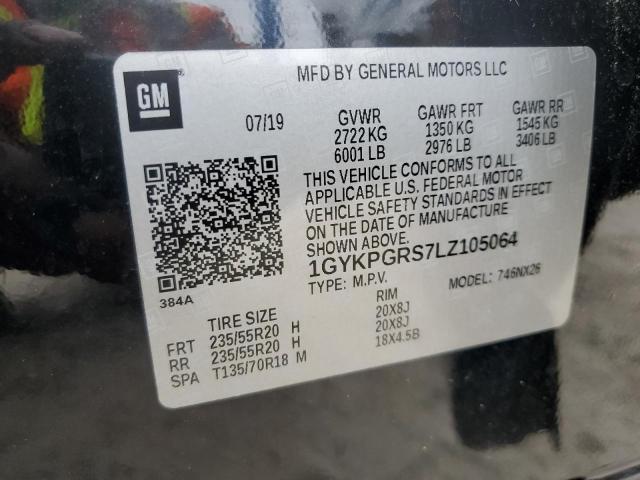 GM
MFD BY GENERAL MOTORS LLC
07/19 GVWR GAWR FRT GAWR RR
2722 KG 1350 KG 1545 KG
6001 LB 2976 LB 3406 LB
THIS VEHICLE CONFORMS TO ALL
APPLICABLE U.S. FEDERAL MOTOR
VEHICLE SAFETY STANDARDS IN EFFECT
ON THE DATE OF MANUFACTURE
SHOWN ABOVE.
1GYKPGRS7LZ105064
TYPE: M.P.V. MODEL: 746NX26
384A
TIRE SIZE RIM
FRT 235/55R20 H 20X8J
RR 235/55R20 H 20X8J
SPA T135/70R18 M 18X4.5B